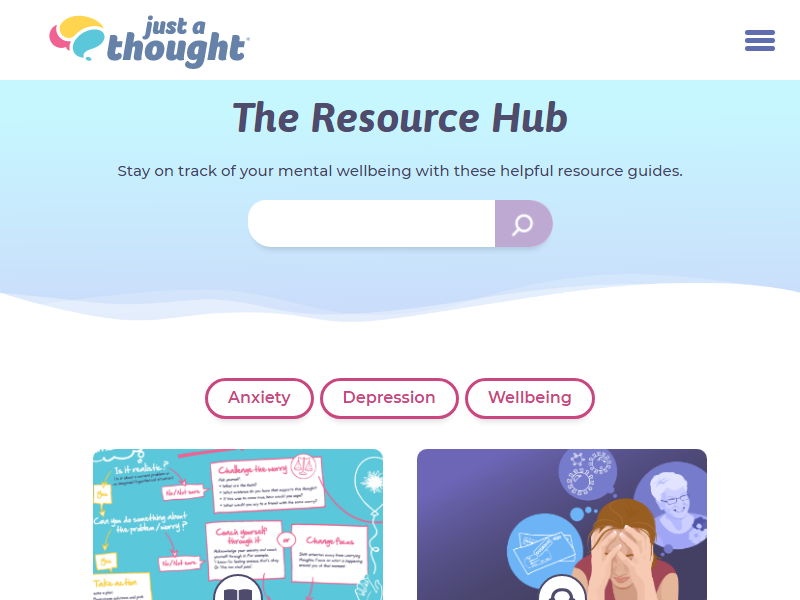 just a
thought
The Resource Hub
Stay on track of your mental wellbeing with these helpful resource guides.
Anxiety
Depression
Wellbeing
Is it realistic?
Challenge the worry
Ask yourself:
No/Not sure
Yes
Can you do something about
the problem/worry?
Coach yourself
through it
or
Change focus
Yes
No/Not sure
Take action